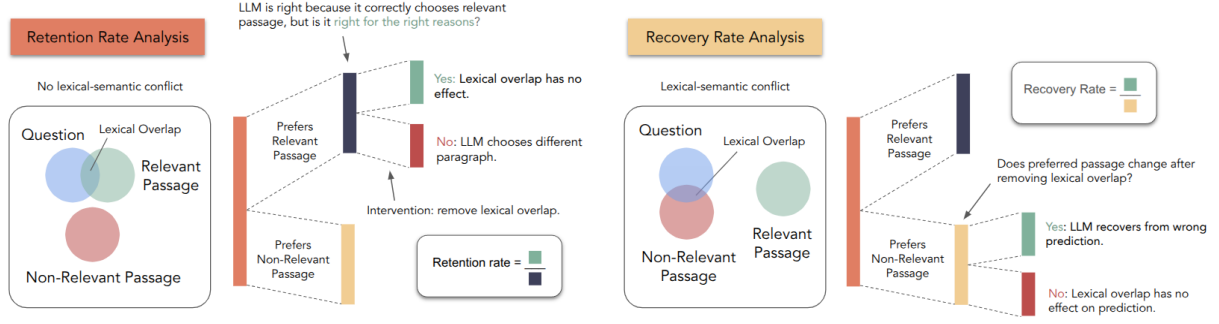 LLM is right because it correctly chooses relevant
passage, but is it right for the right reasons?
Retention Rate Analysis
No lexical-semantic conflict
Question
Lexical Overlap
Relevant
Passage
Non-Relevant Passage
Prefers
Relevant
Passage
Prefers
Non-Relevant
Passage
Yes: Lexical overlap has no
effect.
No: LLM chooses different
paragraph.
Intervention: remove lexical overlap.
Retention rate =
Recovery Rate Analysis
Lexical-semantic conflict
Question
Lexical Overlap
Non-Relevant
Passage
Relevant
Passage
Prefers
Relevant
Passage
Prefers
Non-Relevant
Passage
Recovery Rate =
Does preferred passage change after
removing lexical overlap?
Yes: LLM recovers from wrong
prediction.
No: Lexical overlap has no
effect on prediction.